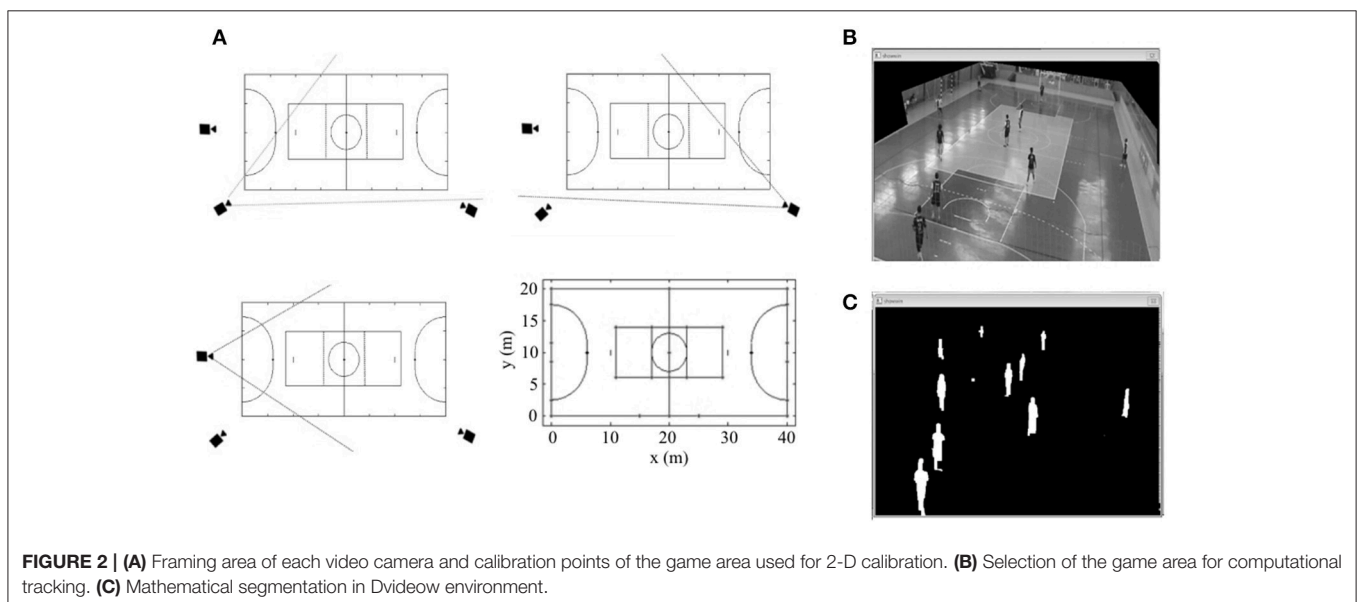 A
B
showwin
20
15
10
5
0
y (m)
0 10 20 30 40
x (m)
C
showwin
FIGURE 2 | (A) Framing area of each video camera and calibration points of the game area used for 2-D calibration. (B) Selection of the game area for computational
tracking. (C) Mathematical segmentation in Dvideow environment.